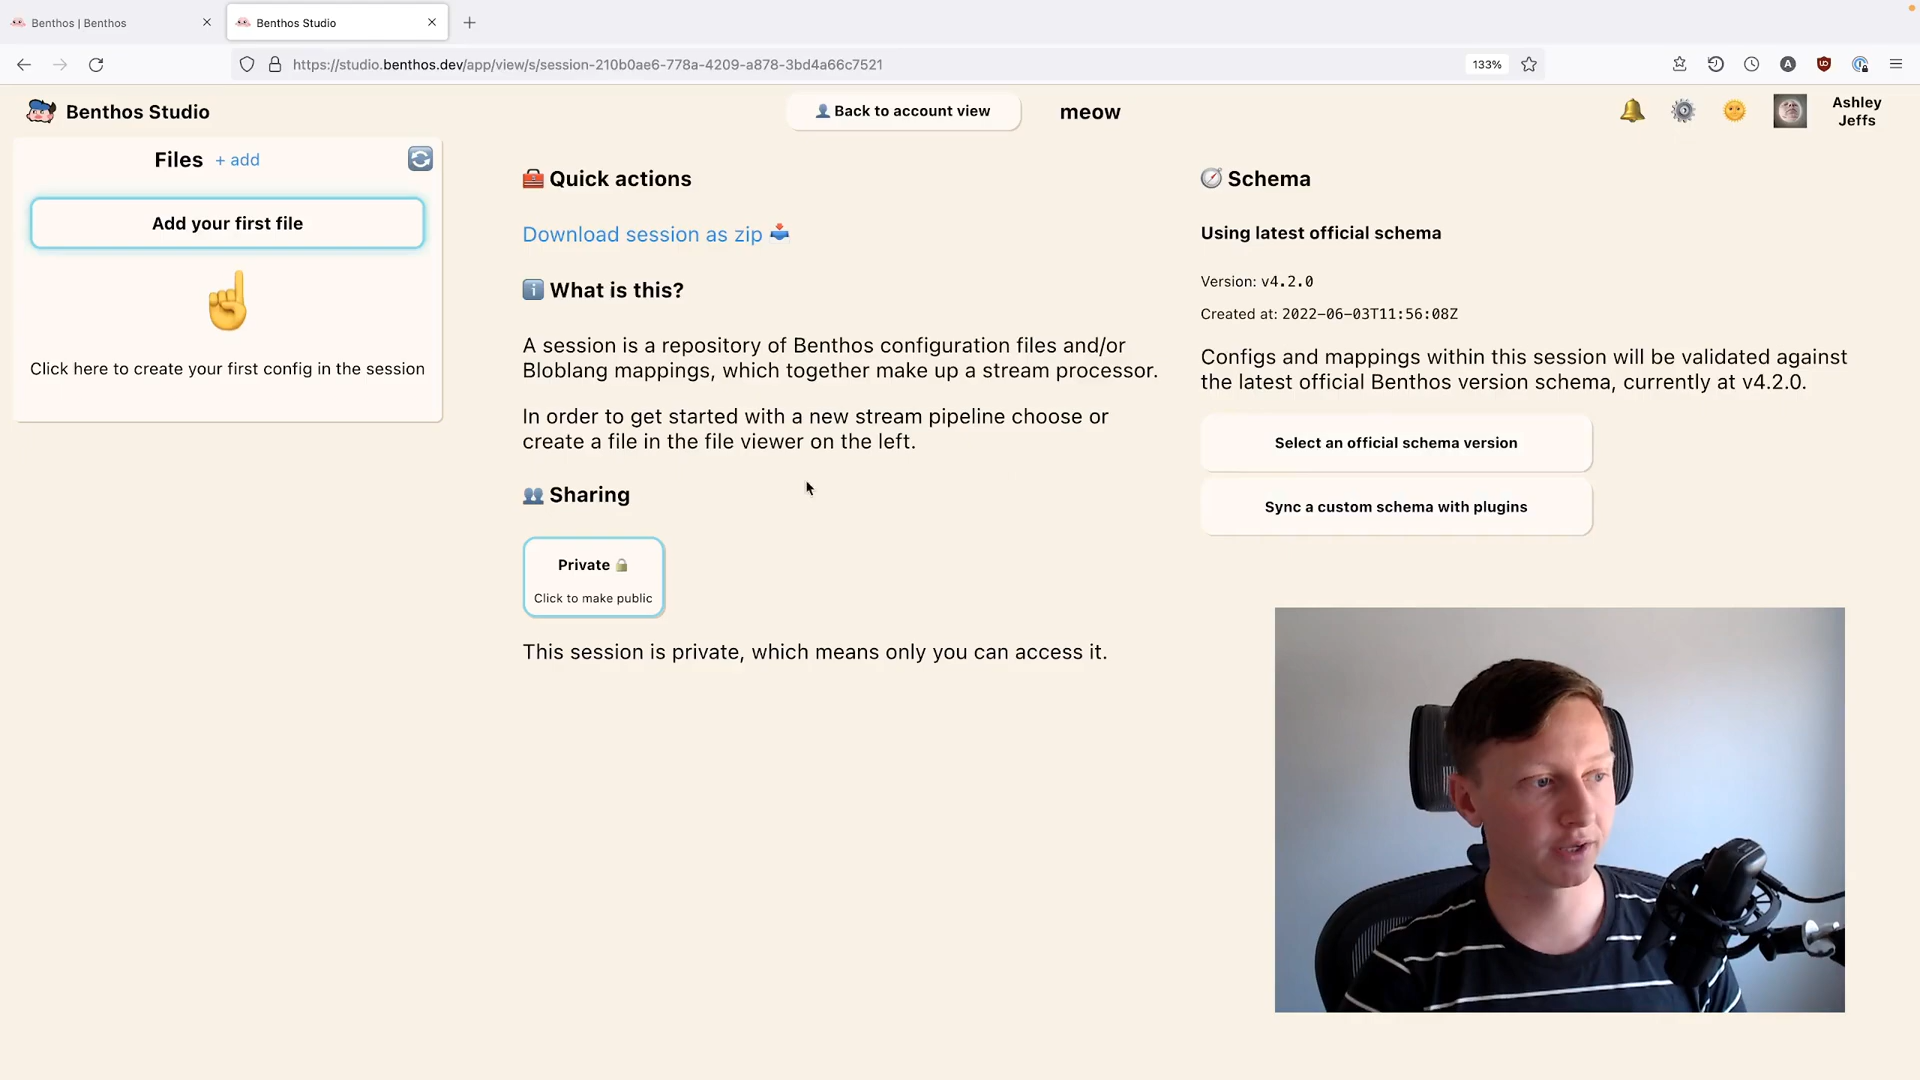 Benthos | Benthos
Benthos Studio
https://studio.benthos.dev/app/view/s/session-210b0ae6-778a-4209-a878-3bd4a66c7521
133%
Benthos Studio
Back to account view
meow
Ashley
Jeffs
Files + add
Add your first file
Click here to create your first config in the session
Quick actions
Download session as zip
What is this?
A session is a repository of Benthos configuration files and/or
Bloblang mappings, which together make up a stream processor.
In order to get started with a new stream pipeline choose or
create a file in the file viewer on the left.
Sharing
Private
Click to make public
This session is private, which means only you can access it.
Schema
Using latest official schema
Version: v4.2.0
Created at: 2022-06-03T11:56:08Z
Configs and mappings within this session will be validated against
the latest official Benthos version schema, currently at v4.2.0.
Select an official schema version
Sync a custom schema with plugins